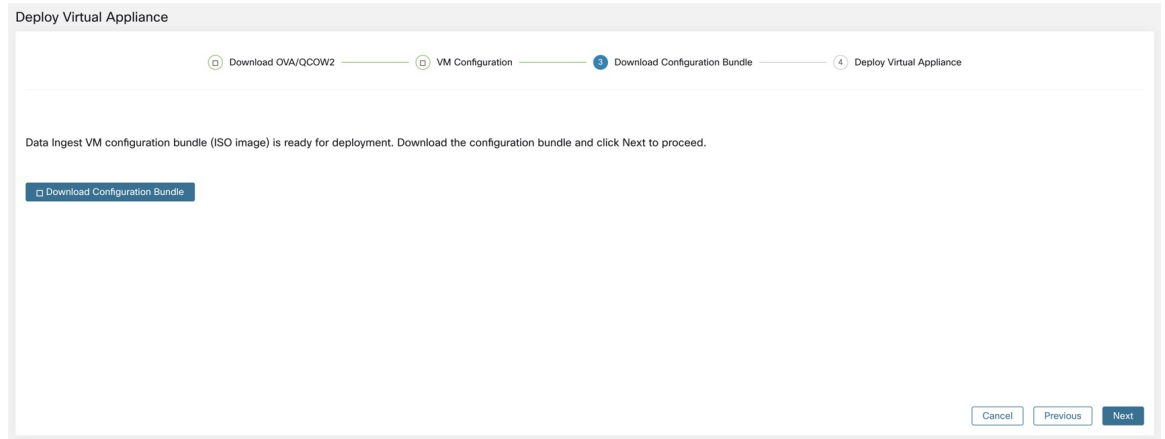 Deploy Virtual Appliance
Download OVA/QCOW2
VM Configuration
3 Download Configuration Bundle
4 Deploy Virtual Appliance
Data Ingest VM configuration bundle (ISO image) is ready for deployment. Download the configuration bundle and click Next to proceed.
Download Configuration Bundle
Cancel
Previous
Next